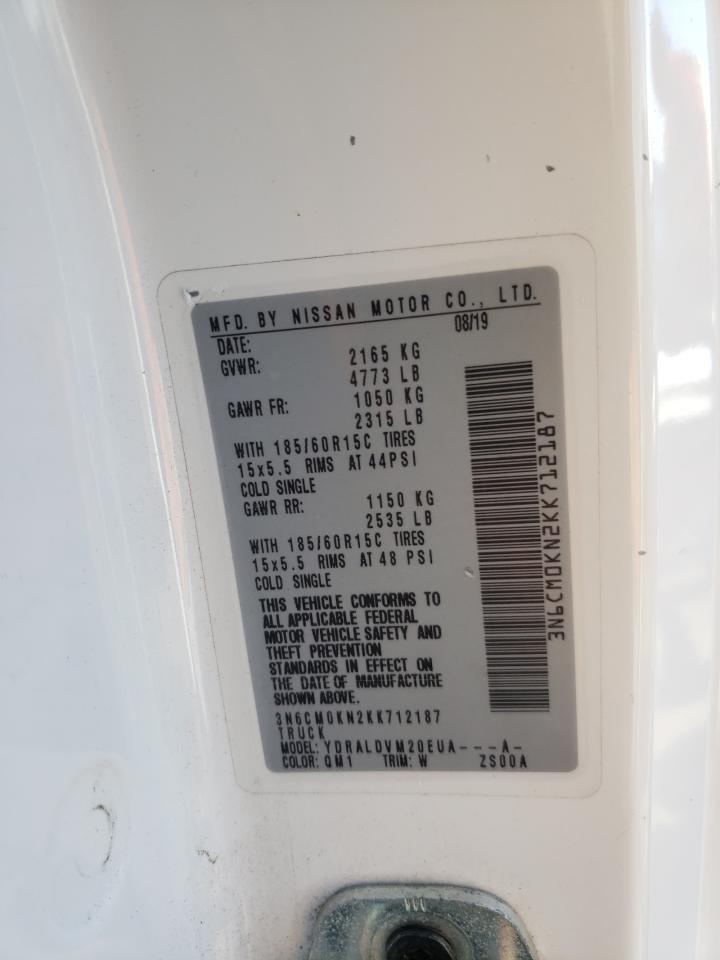 MFD. BY NISSAN MOTOR CO., LTD.
DATE: 08/19
GVWR: 2165 KG
4773 LB
GAWR FR: 1050 KG
2315 LB
WITH 185/60R15C TIRES
15x5.5 RIMS AT 44PSI
COLD SINGLE
GAWR RR: 1150 KG
2535 LB
WITH 185/60R15C TIRES
15x5.5 RIMS AT 48 PSI
COLD SINGLE
THIS VEHICLE CONFORMS TO
ALL APPLICABLE FEDERAL
MOTOR VEHICLE SAFETY AND
THEFT PREVENTION
STANDARDS IN EFFECT ON
THE DATE OF MANUFACTURE
SHOWN ABOVE.
3N6CM0KN2KK712187
TRUCK
MODEL: YDRALDVM20EUA---A-
COLOR: QM1 TRIM: W ZS00A
3N6CM0KN2KK712187